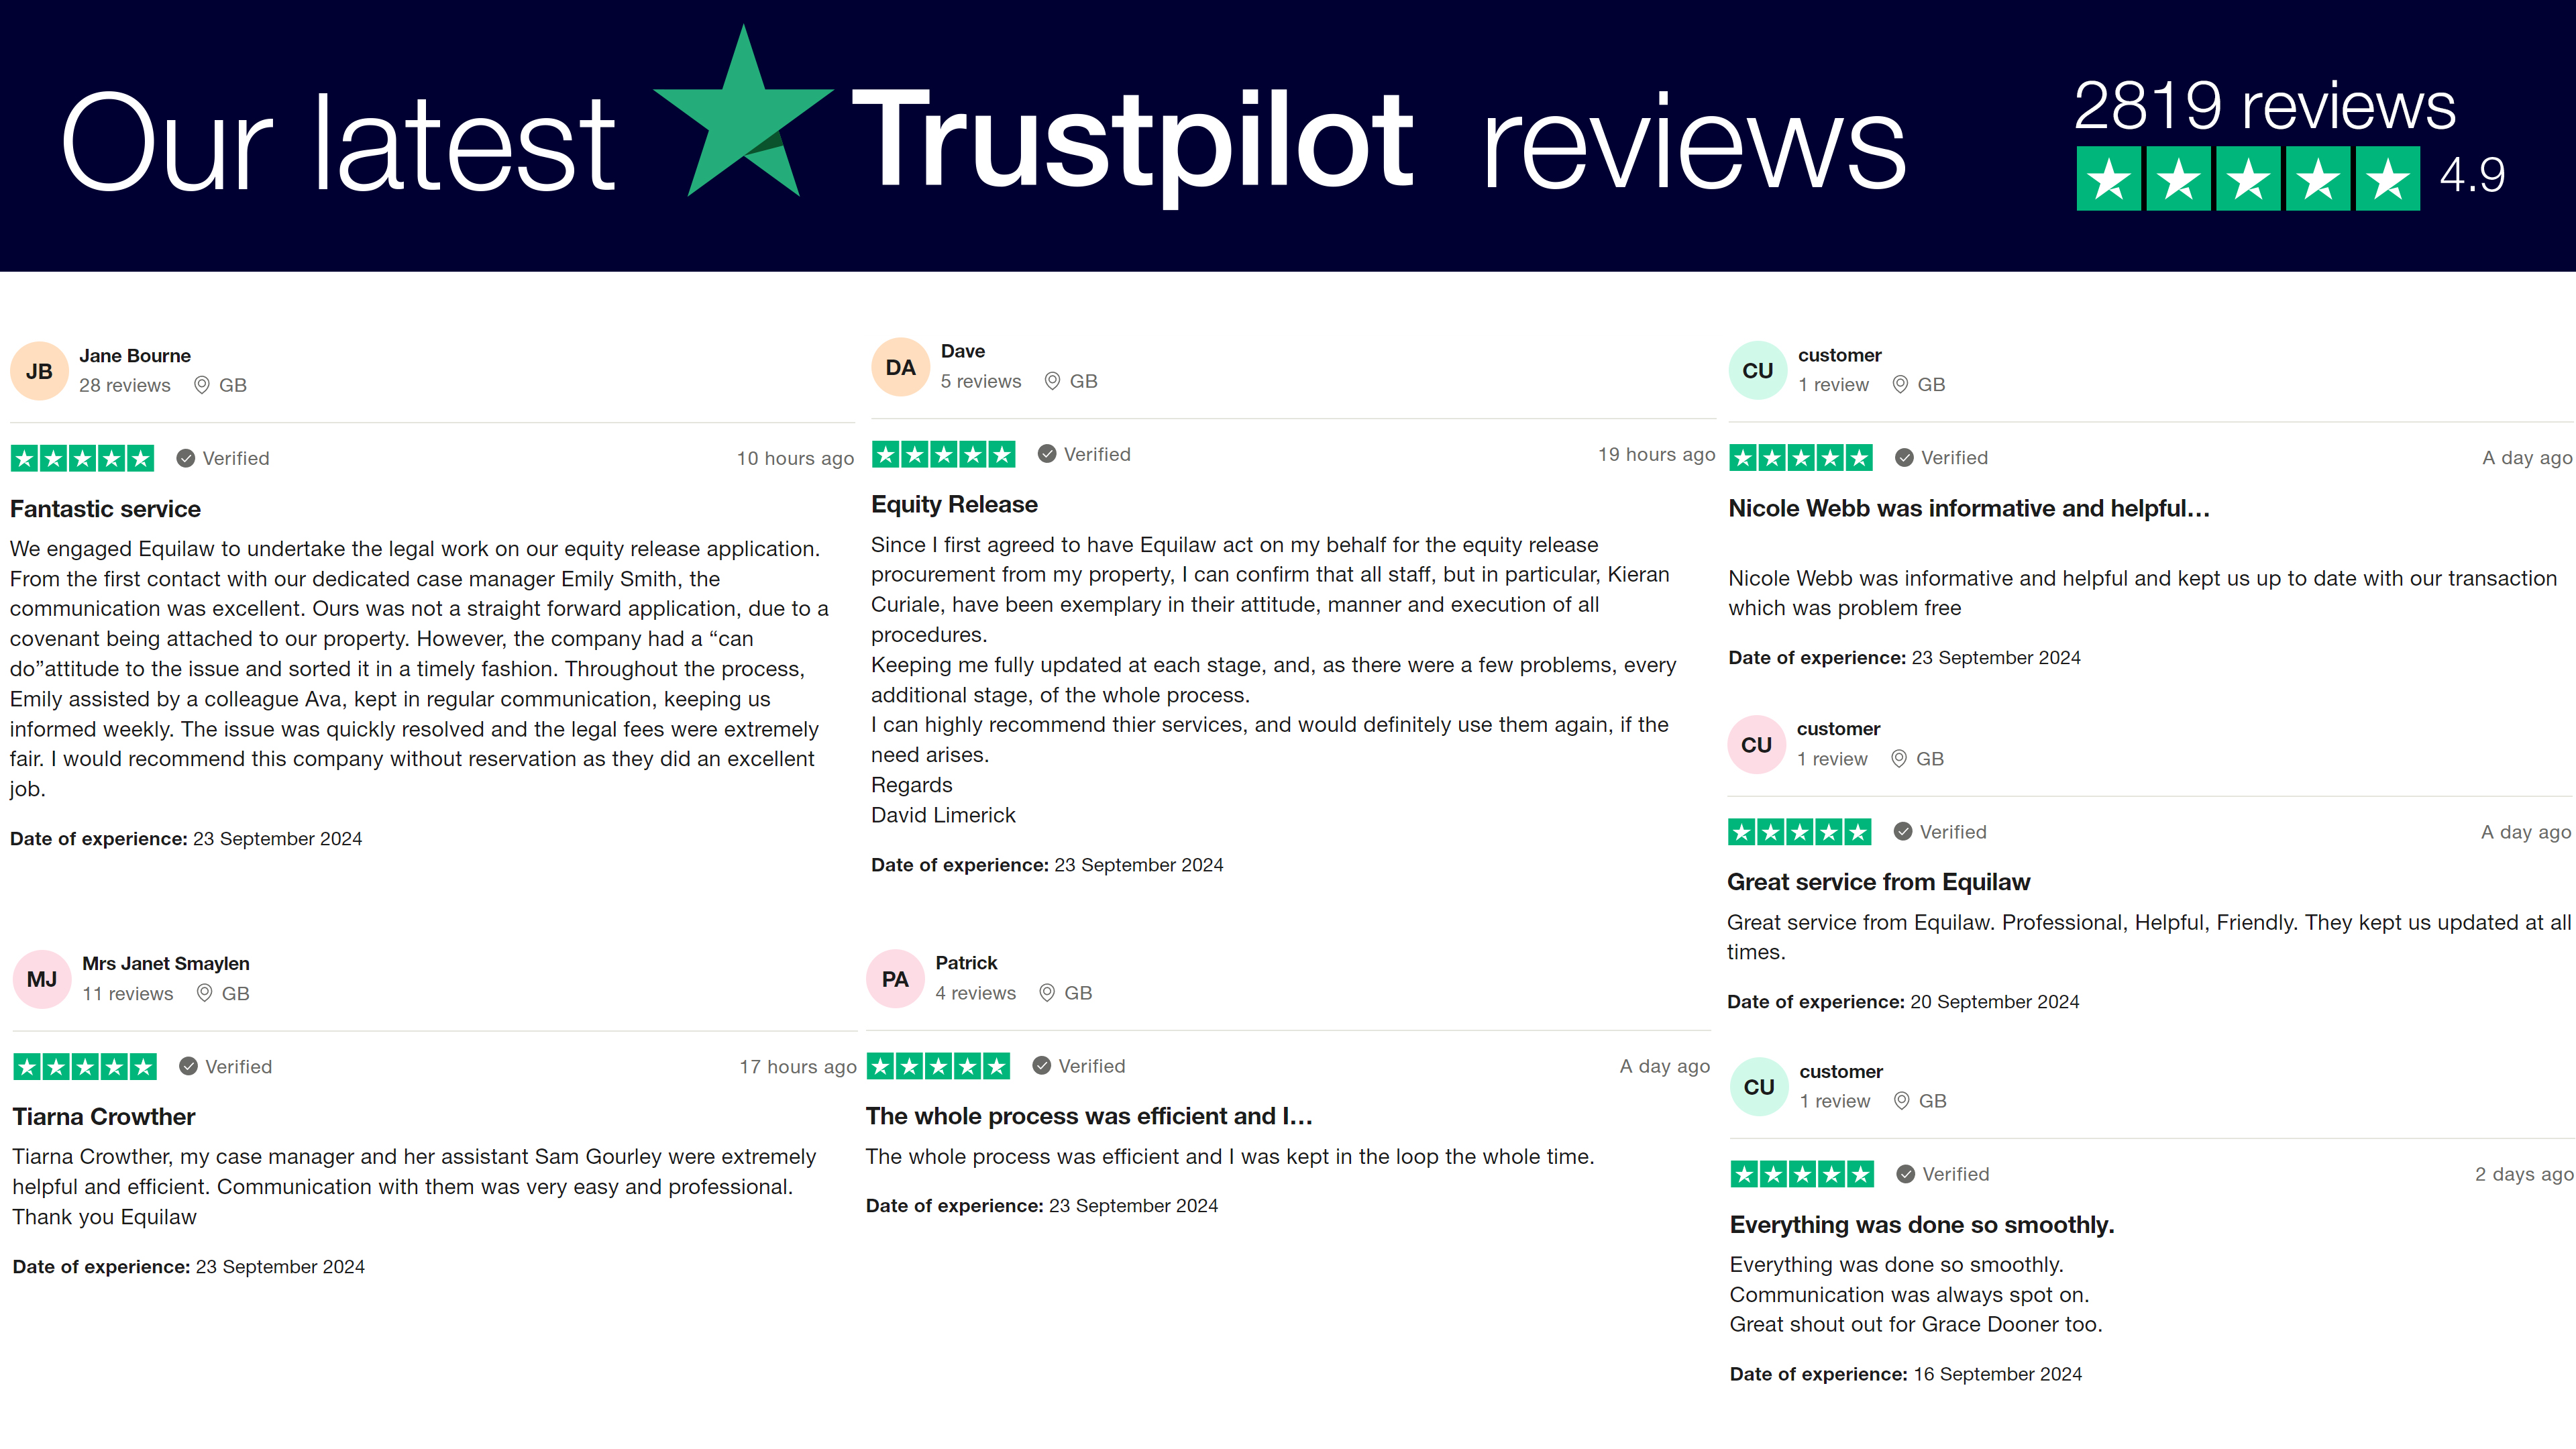 Our latest Trustpilot reviews
2819 reviews
4.9
JB
Jane Bourne
28 reviews GB
Verified
10 hours ago
Fantastic service
We engaged Equilaw to undertake the legal work on our equity release application.
From the first contact with our dedicated case manager Emily Smith, the
communication was excellent. Ours was not a straight forward application, due to a
covenant being attached to our property. However, the company had a “can
do”attitude to the issue and sorted it in a timely fashion. Throughout the process,
Emily assisted by a colleague Ava, kept in regular communication, keeping us
informed weekly. The issue was quickly resolved and the legal fees were extremely
fair. I would recommend this company without reservation as they did an excellent
job.
Date of experience: 23 September 2024
MJ
Mrs Janet Smaylen
11 reviews GB
Verified
17 hours ago
Tiarna Crowther
Tiarna Crowther, my case manager and her assistant Sam Gourley were extremely
helpful and efficient. Communication with them was very easy and professional.
Thank you Equilaw
Date of experience: 23 September 2024
DA
Dave
5 reviews GB
Verified
19 hours ago
Equity Release
Since I first agreed to have Equilaw act on my behalf for the equity release
procurement from my property, I can confirm that all staff, but in particular, Kieran
Curiale, have been exemplary in their attitude, manner and execution of all
procedures.
Keeping me fully updated at each stage, and, as there were a few problems, every
additional stage, of the whole process.
I can highly recommend thier services, and would definitely use them again, if the
need arises.
Regards
David Limerick
Date of experience: 23 September 2024
PA
Patrick
4 reviews GB
Verified
A day ago
The whole process was efficient and I…
The whole process was efficient and I was kept in the loop the whole time.
Date of experience: 23 September 2024
CU
customer
1 review GB
Verified
A day ago
Nicole Webb was informative and helpful…
Nicole Webb was informative and helpful and kept us up to date with our transaction
which was problem free
Date of experience: 23 September 2024
CU
customer
1 review GB
Verified
A day ago
Great service from Equilaw
Great service from Equilaw. Professional, Helpful, Friendly. They kept us updated at all
times.
Date of experience: 20 September 2024
CU
customer
1 review GB
Verified
2 days ago
Everything was done so smoothly.
Everything was done so smoothly.
Communication was always spot on.
Great shout out for Grace Dooner too.
Date of experience: 16 September 2024